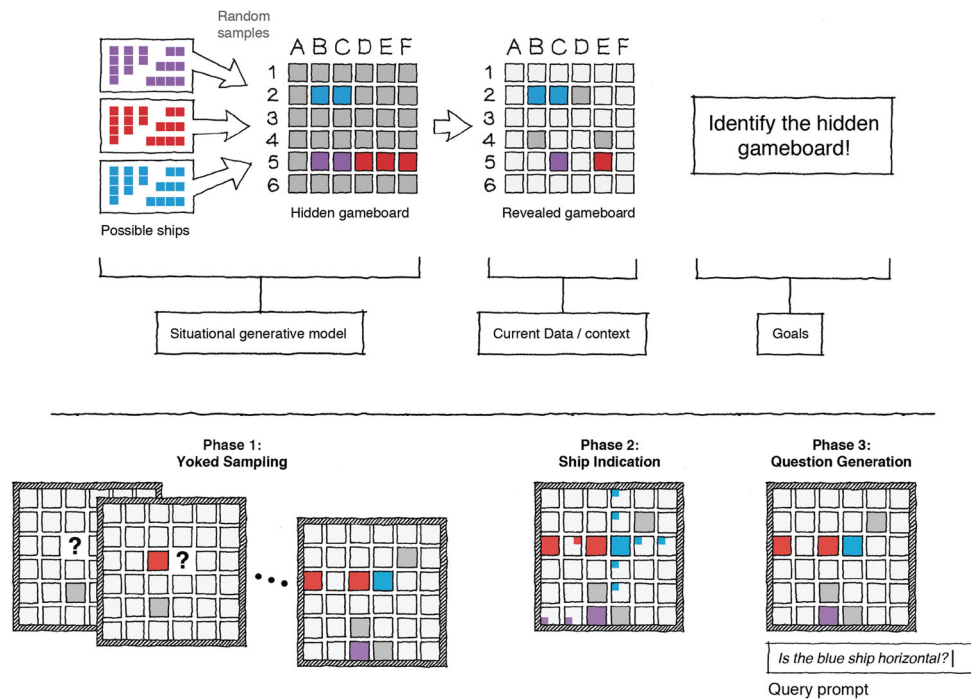 Random
samples
A B C D E F
1
2
3
4
5
6
Hidden gameboard
A B C D E F
1
2
3
4
5
6
Revealed gameboard
Identify the hidden
gameboard!
Possible ships
Situational generative model
Current Data / context
Goals
Phase 1:
Yoked Sampling
?
?
Phase 2:
Ship Indication
Phase 3:
Question Generation
Is the blue ship horizontal?
Query prompt